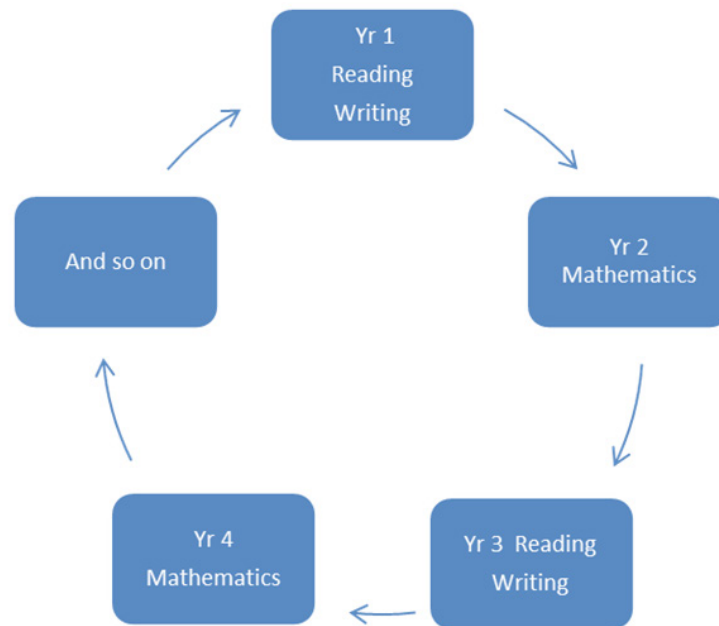 Yr 1
Reading
Writing
Yr 2
Mathematics
Yr 3 Reading
Writing
Yr 4
Mathematics
And so on